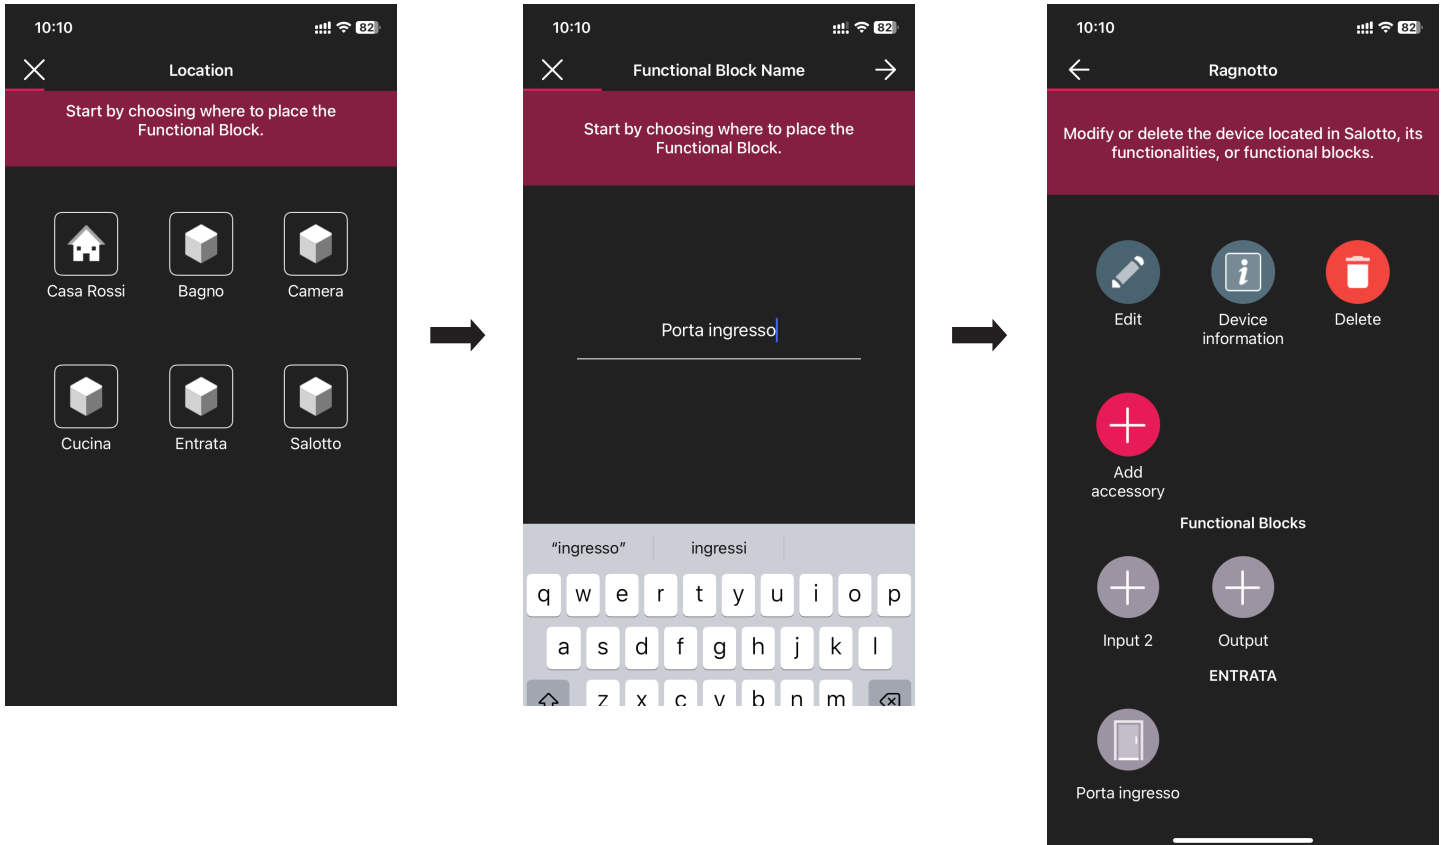 10:10
82
Location
Start by choosing where to place the
Functional Block.
Casa Rossi
Bagno
Camera
Cucina
Entrata
Salotto
10:10
82
Functional Block Name
Start by choosing where to place the
Functional Block.
Porta ingresso
“ingresso”
ingressi
q w e r t y u i o p
a s d f g h j k l
z x c v b n m
10:10
82
Ragnotto
Modify or delete the device located in Salotto, its
functionalities, or functional blocks.
Edit
Device
information
Delete
Add
accessory
Functional Blocks
Input 2
Output
ENTRATA
Porta ingresso